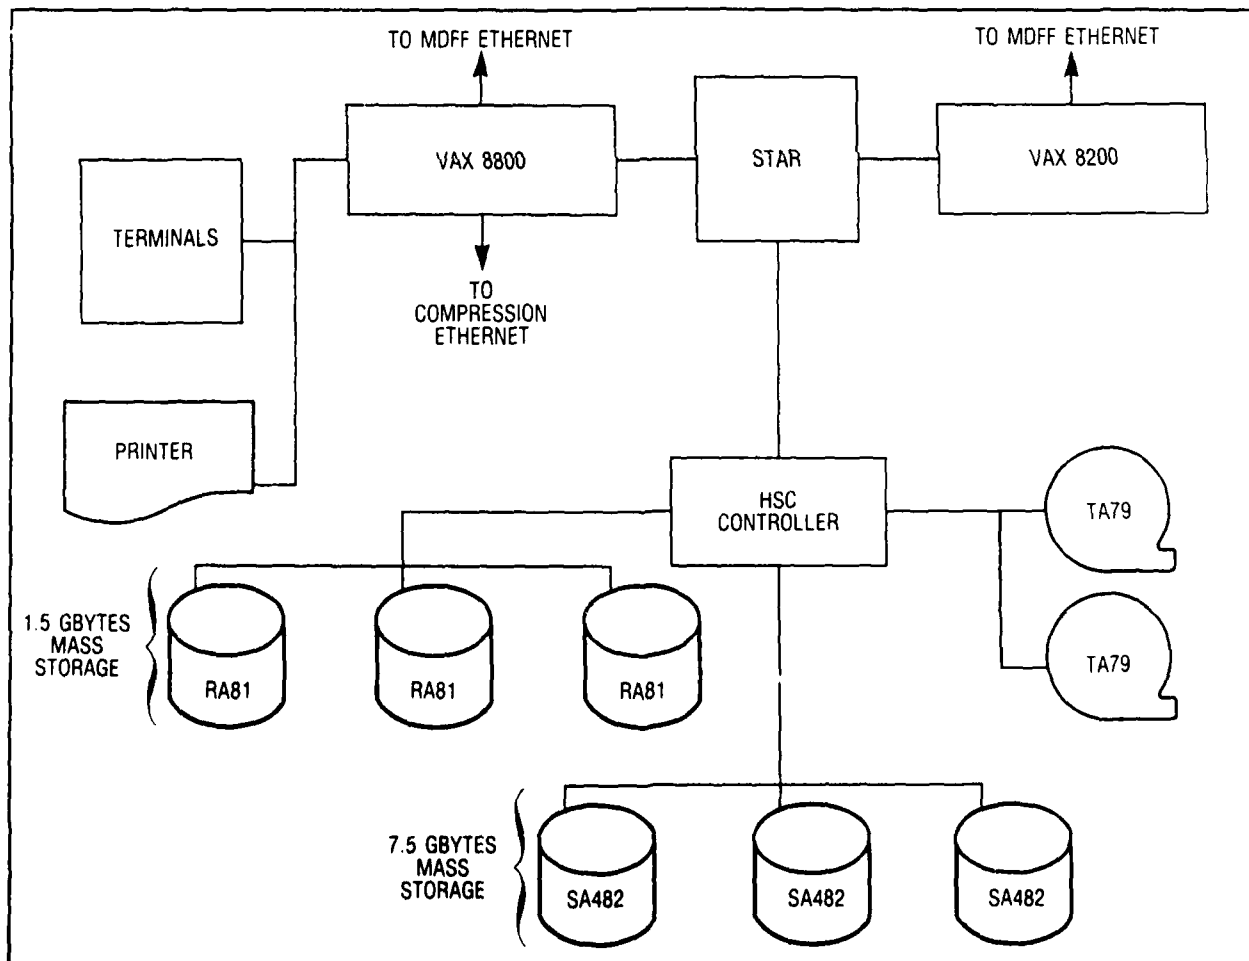 TO MDFF ETHERNET
TO MDFF ETHERNET
VAX 8800
STAR
VAX 8200
TERMINALS
TO
COMPRESSION
ETHERNET
PRINTER
HSC
CONTROLLER
TA79
1.5 GBYTES
MASS
STORAGE
RA81
RA81
RA81
TA79
7.5 GBYTES
MASS
STORAGE
SA482
SA482
SA482